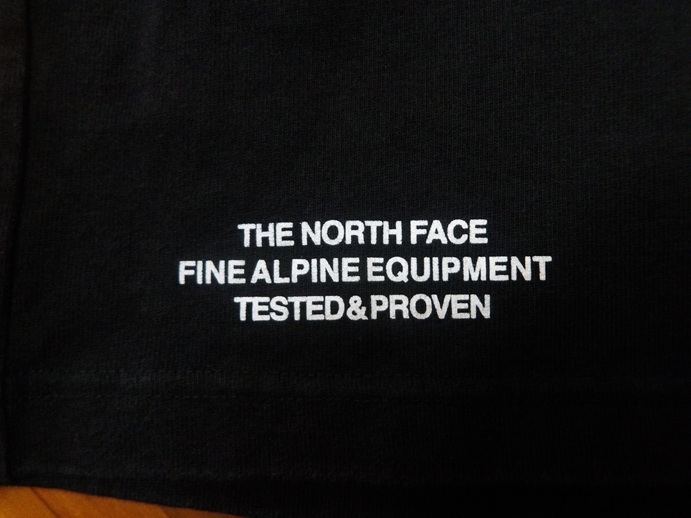 THE NORTH FACE
FINE ALPINE EQUIPMENT
TESTED&PROVEN